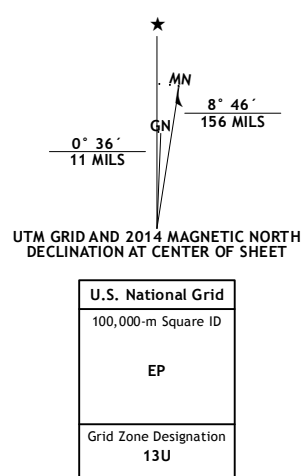 ★
MN
8° 46´
156 MILS
GN
0° 36´
11 MILS
UTM GRID AND 2014 MAGNETIC NORTH
DECLINATION AT CENTER OF SHEET
U.S. National Grid
100,000-m Square ID
EP
Grid Zone Designation
13U